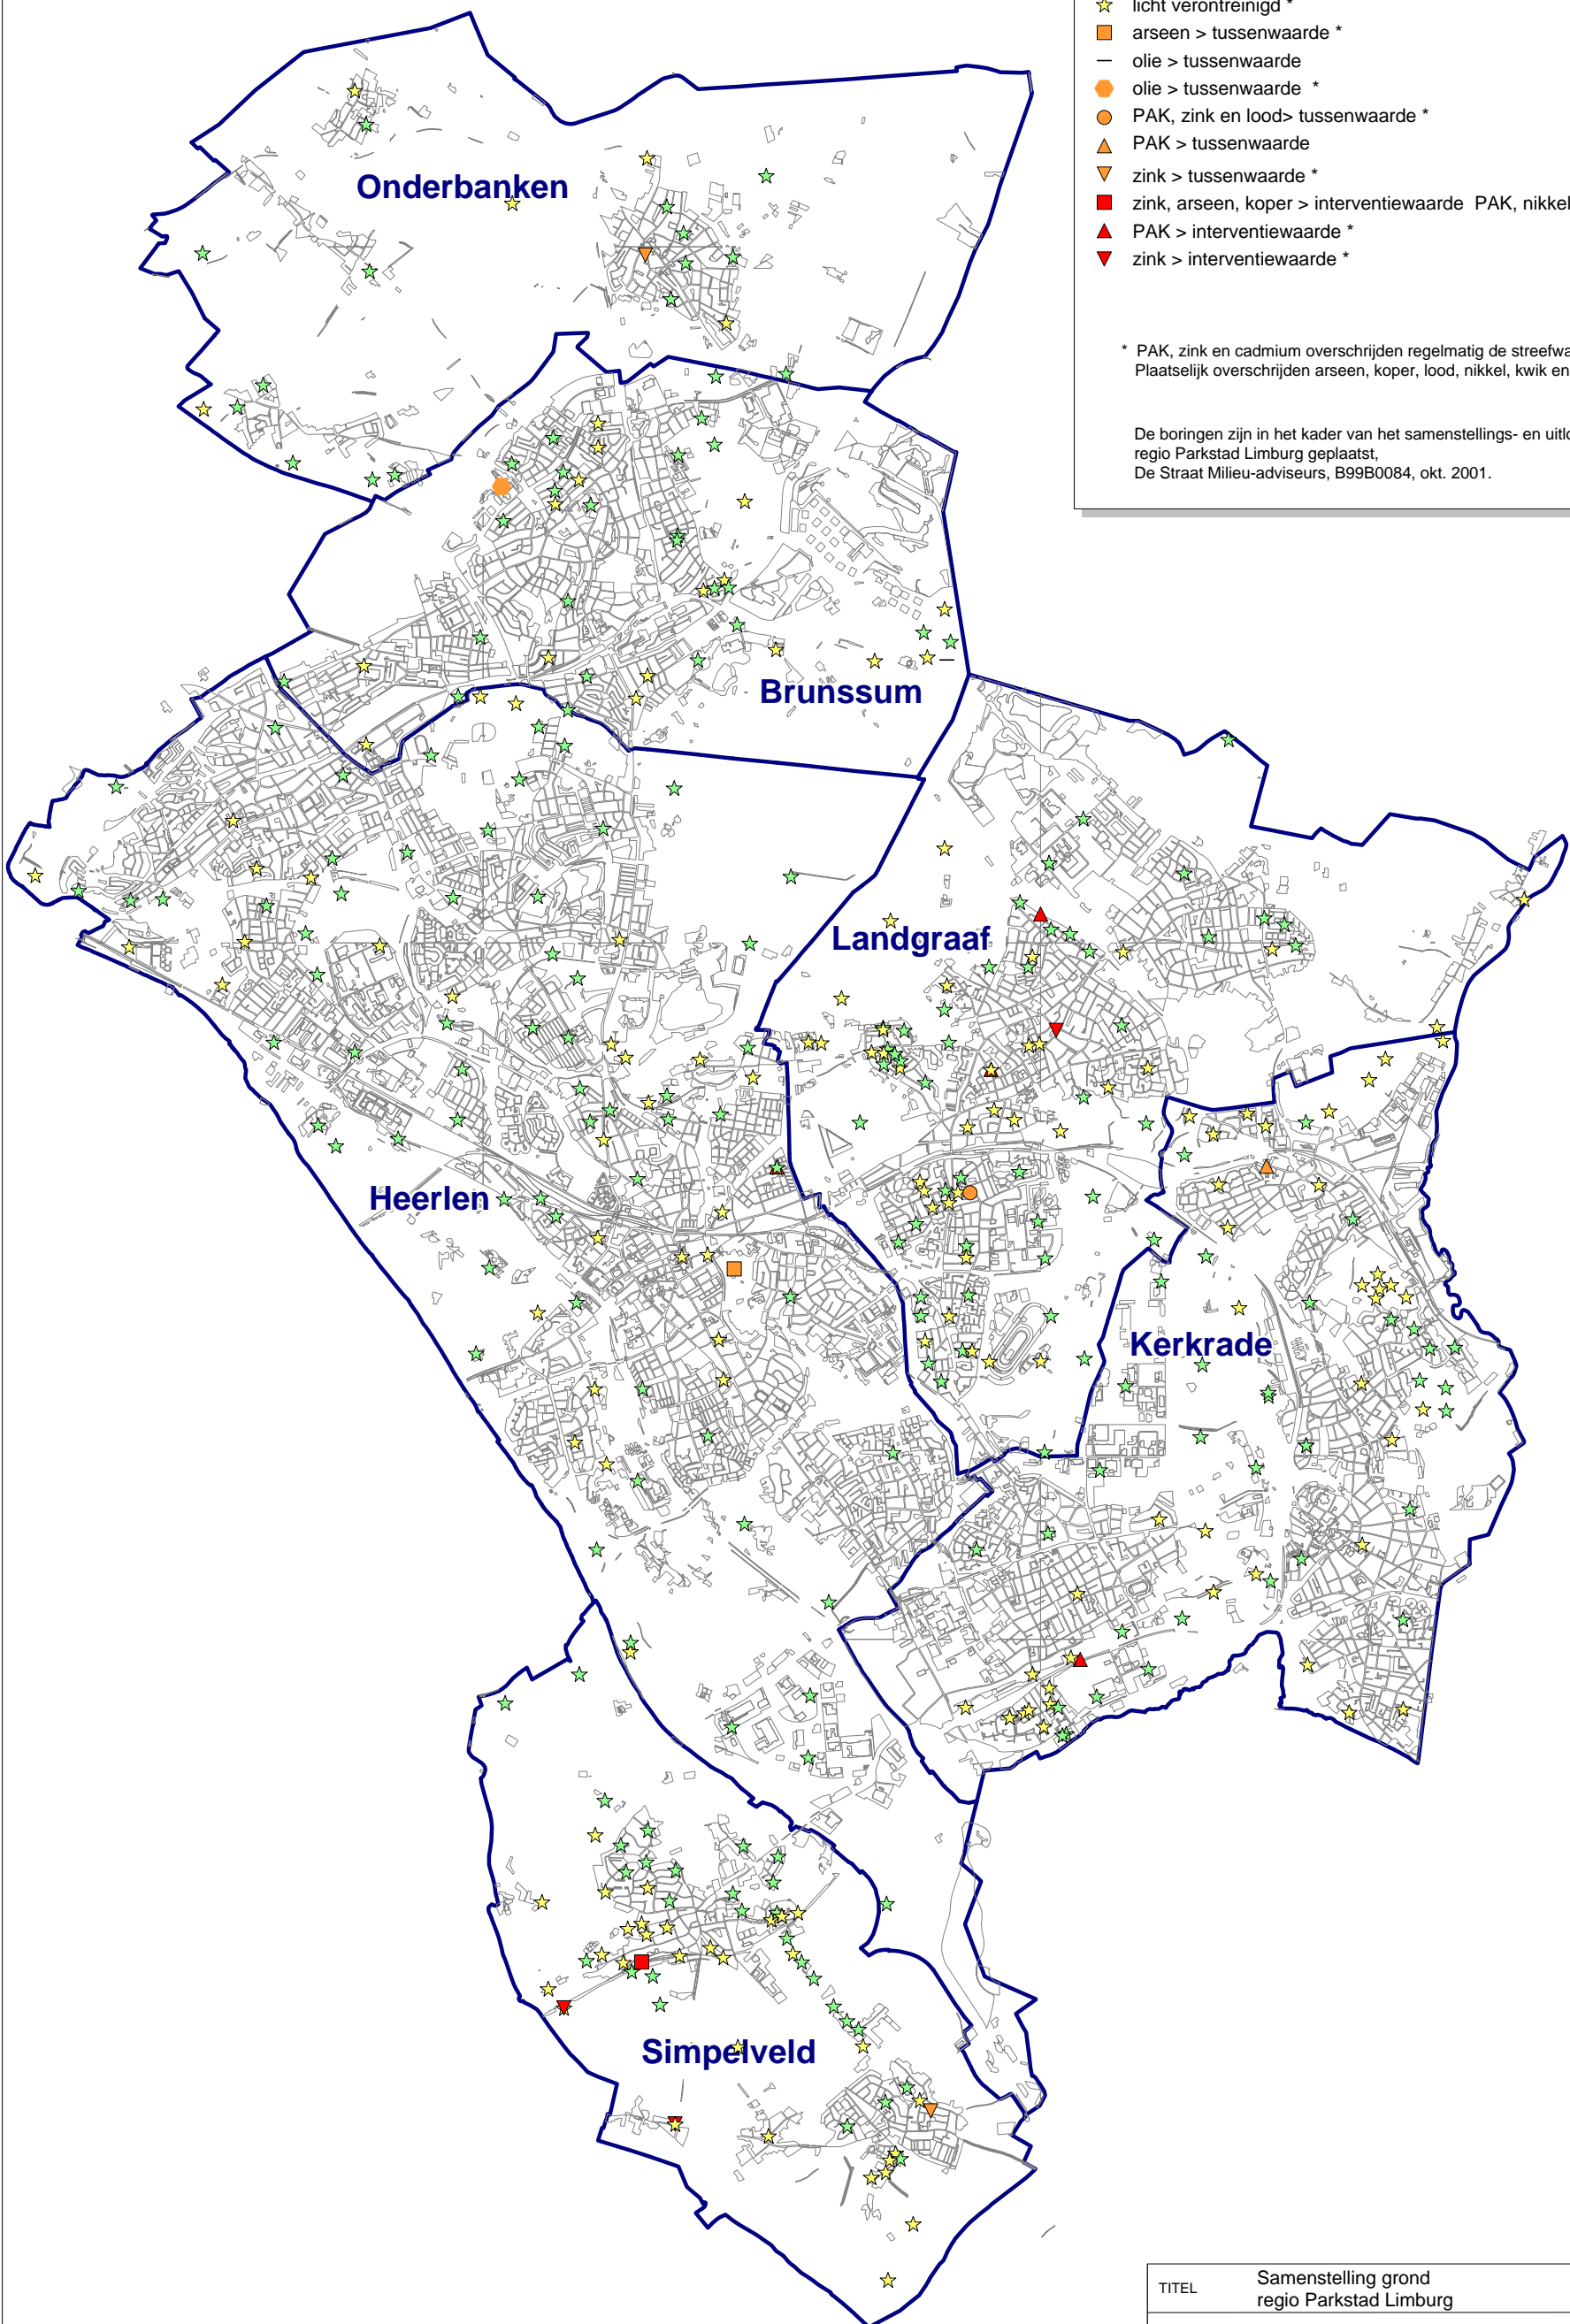 licht verontreinigd *
arseen > tussenwaarde *
olie > tussenwaarde
olie > tussenwaarde *
PAK, zink en lood> tussenwaarde *
PAK > tussenwaarde
zink > tussenwaarde *
zink, arseen, koper > interventiewaarde PAK, nikkel
PAK > interventiewaarde *
zink > interventiewaarde *
* PAK, zink en cadmium overschrijden regelmatig de streefwa
Plaatselijk overschrijden arseen, koper, lood, nikkel, kwik en
De boringen zijn in het kader van het samenstellings- en uitlo
regio Parkstad Limburg geplaatst,
De Straat Milieu-adviseurs, B99B0084, okt. 2001.
Onderbanken
Brunssum
Landgraaf
Heerlen
Kerkrade
Simpelveld
TITEL Samenstelling grond
regio Parkstad Limburg